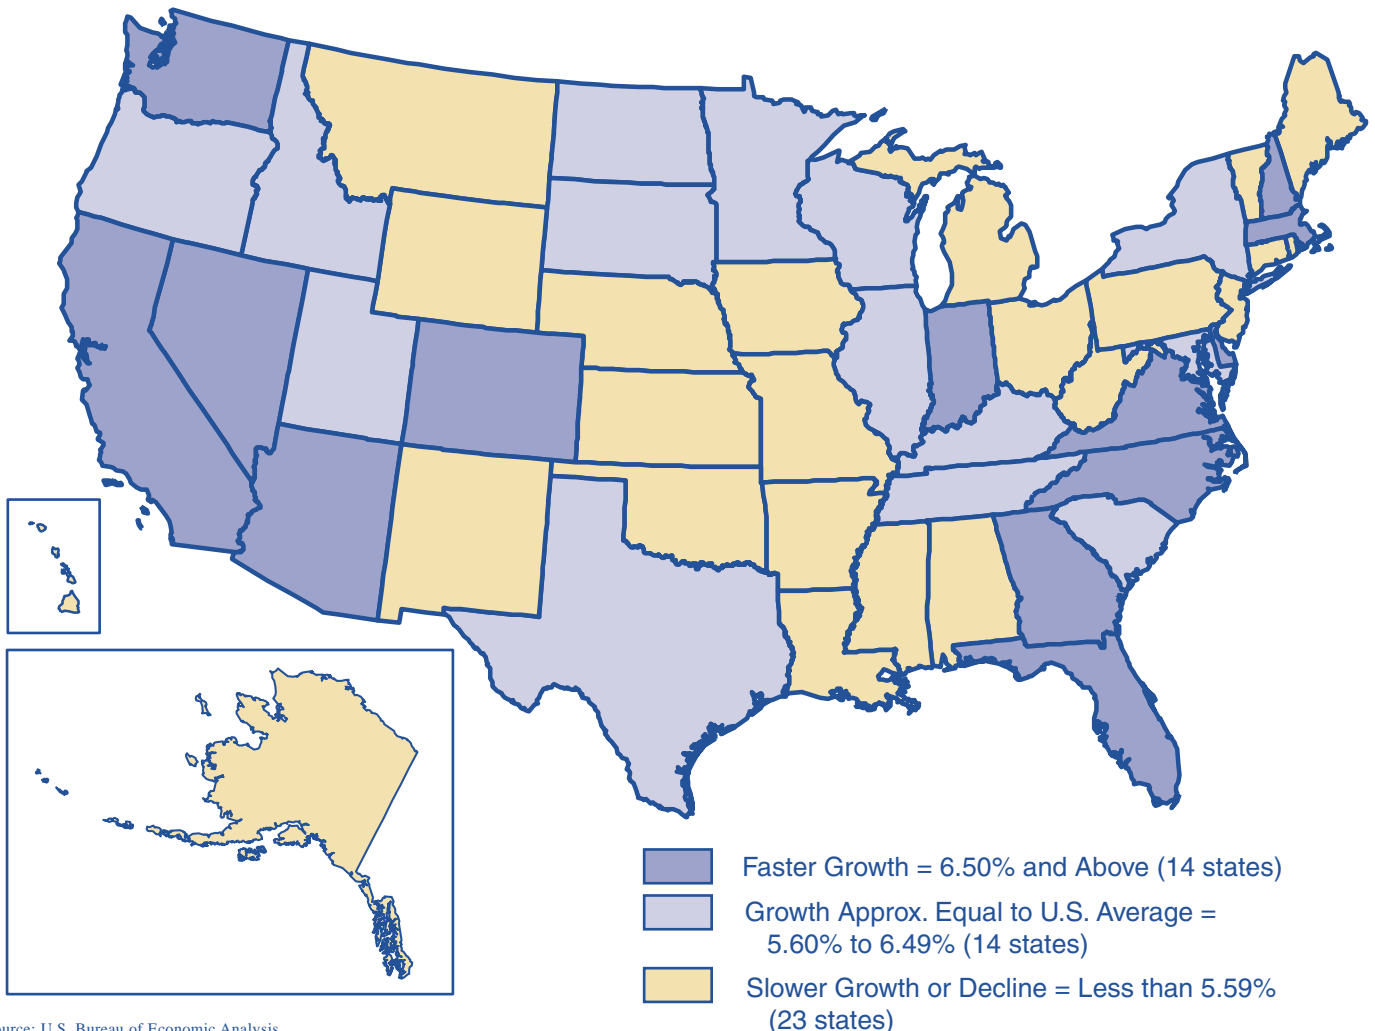 Faster Growth = 6.50% and Above (14 states)
Growth Approx. Equal to U.S. Average =
5.60% to 6.49% (14 states)
Slower Growth or Decline = Less than 5.59%
(23 states)
ource: U.S. Bureau of Economic Analysis